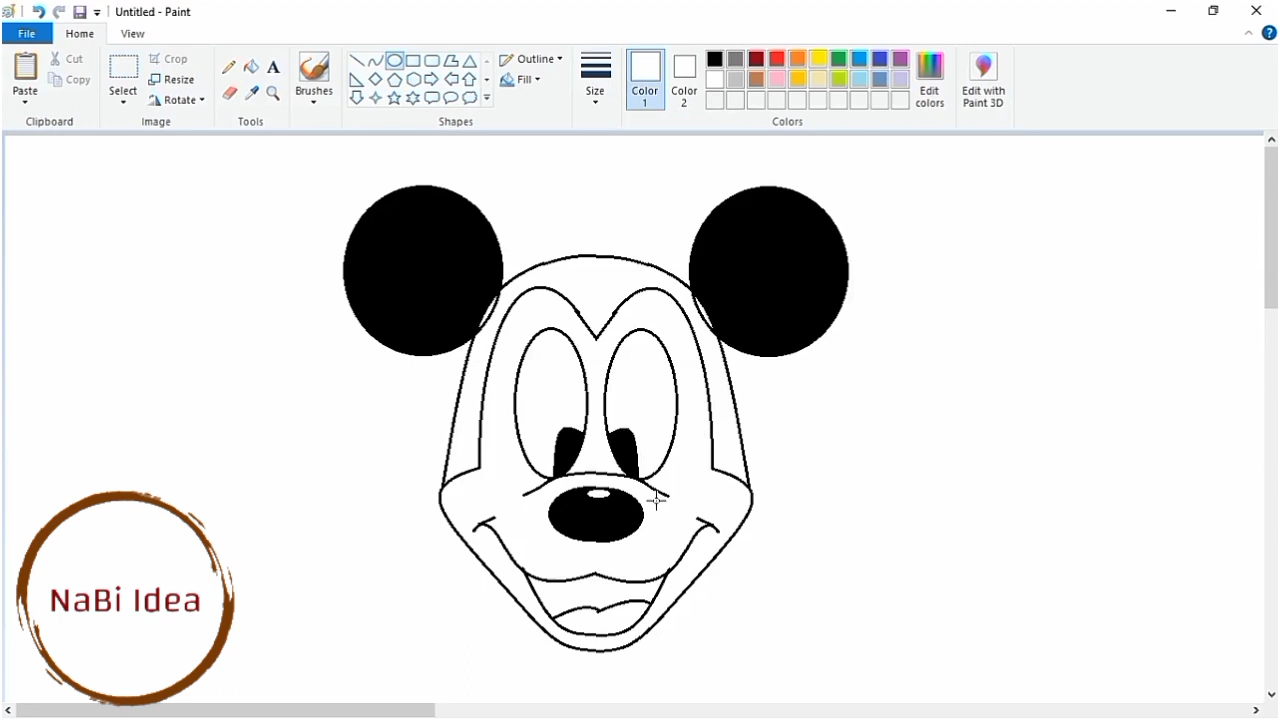 Untitled - Paint
File Home View
Paste
Cut
Copy
Clipboard
Select
Crop
Resize
Rotate
Image
A
Tools
Brushes
Shapes
Outline
Fill
Size
Color 1
Color 2
Edit colors
Colors
Edit with Paint 3D
NaBi Idea